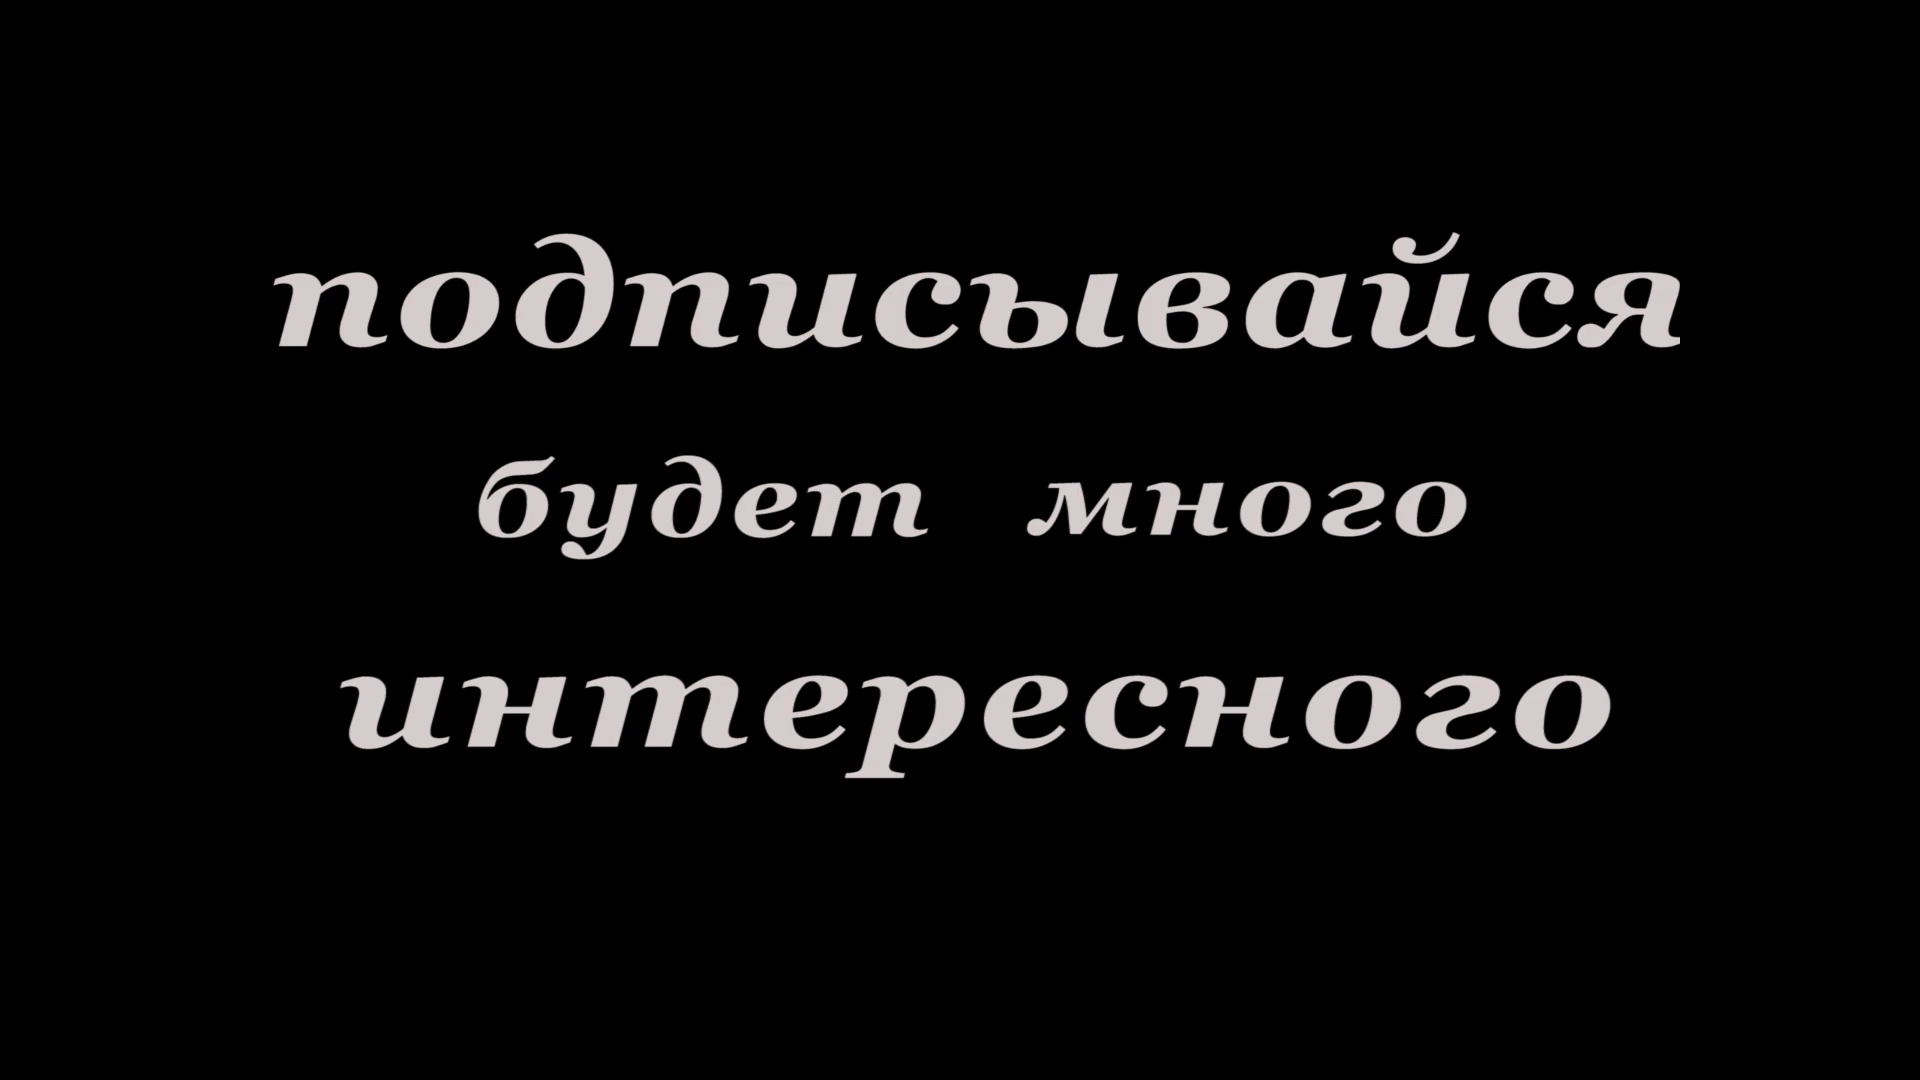 подписывайся
будет много
интересного